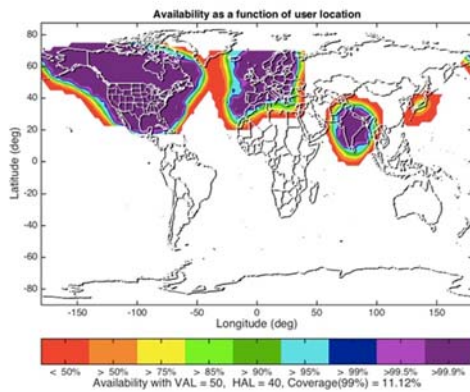 Availability as a function of user location
80
60
40
20
0
-20
-40
-60
-80
Latitude (deg)
-150 -100 -50 0 50 100 150
Longitude (deg)
< 50% > 50% > 75% > 85% > 90% > 95% > 99% >99.5% >99.9%
Availability with VAL = 50, HAL = 40, Coverage(99%) = 11.12%